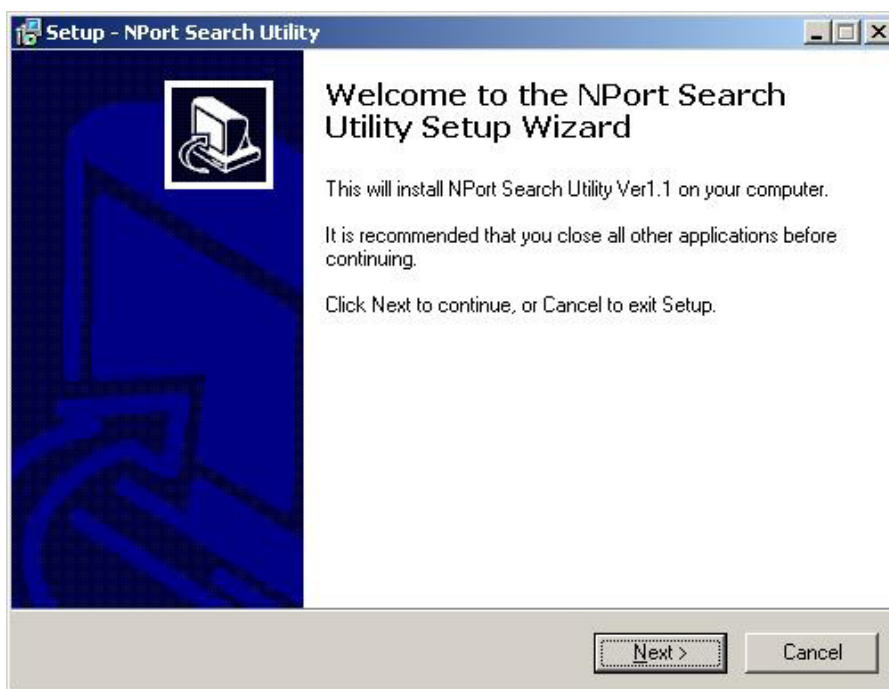 Setup - NPort Search Utility
Welcome to the NPort Search
Utility Setup Wizard
This will install NPort Search Utility Ver1.1 on your computer.
It is recommended that you close all other applications before
continuing.
Click Next to continue, or Cancel to exit Setup.
Next > Cancel